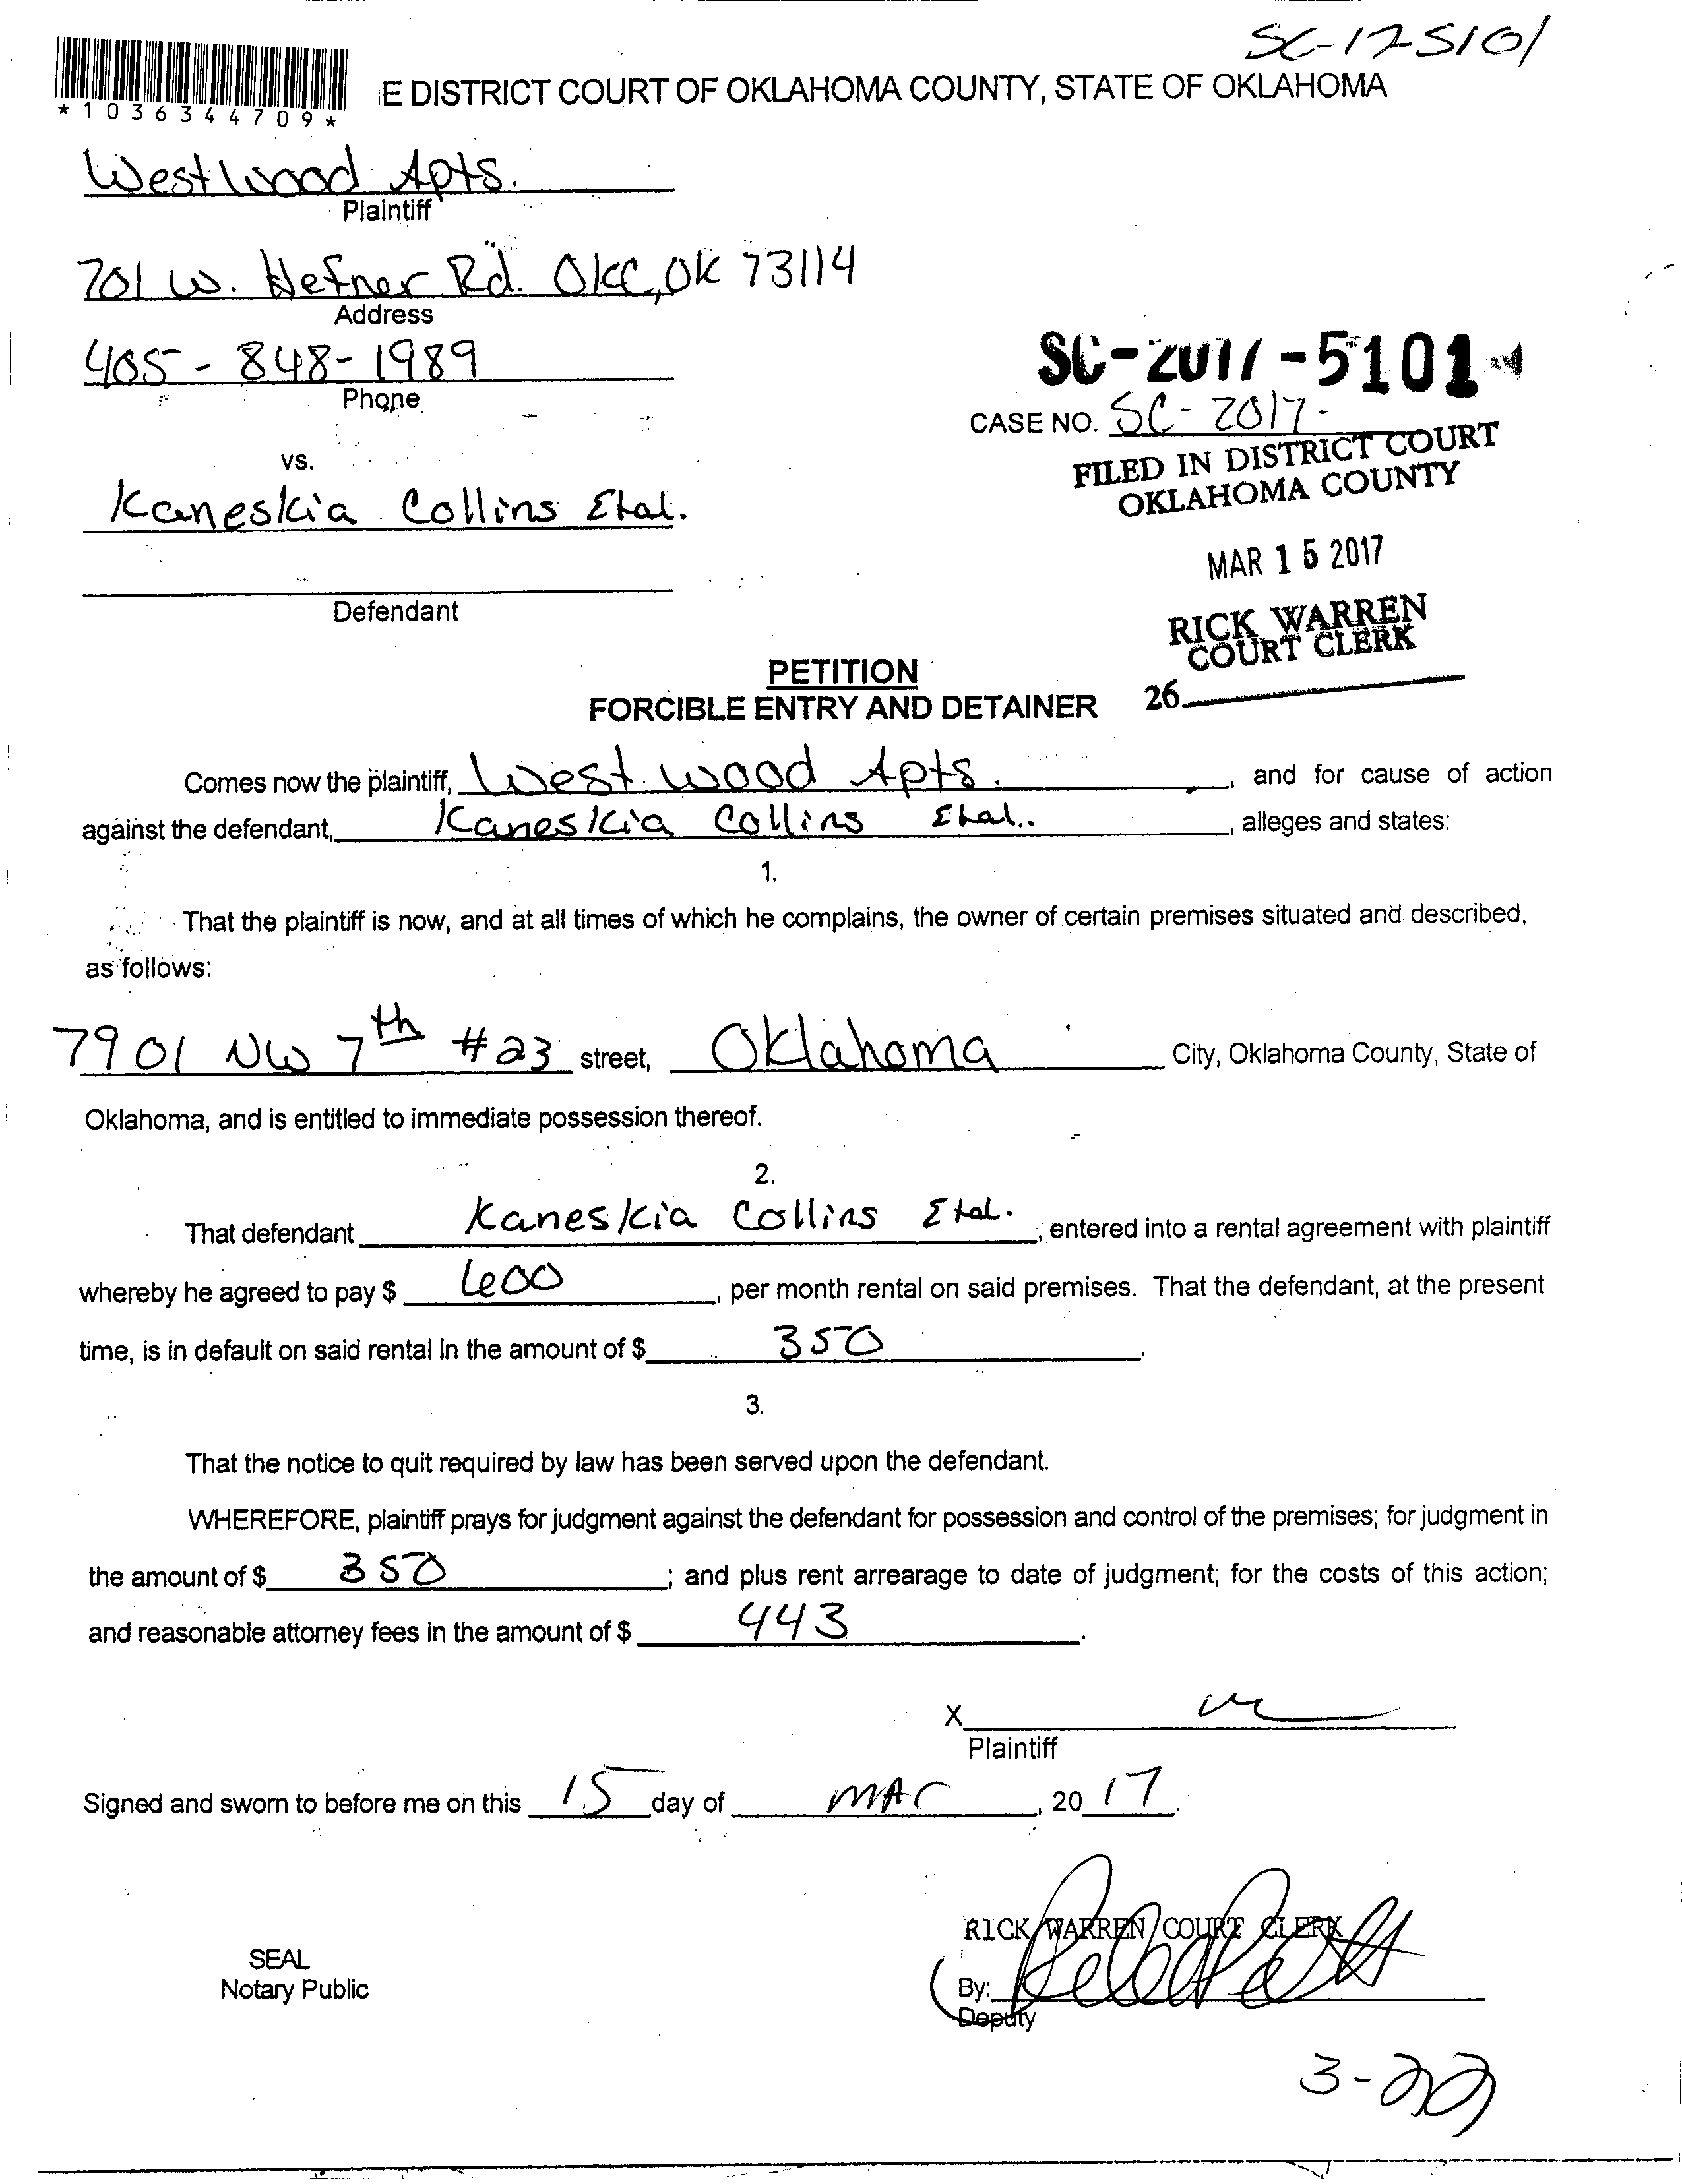 SC-17-5101
*1036344709*
E DISTRICT COURT OF OKLAHOMA COUNTY, STATE OF OKLAHOMA
Westwood Apts.
Plaintiff
701 W. Hefner Rd. OKC, OK 73114
Address
405-848-1989
Phone
SC-2017-5101
CASE NO. SC-2017-
FILED IN DISTRICT COURT
OKLAHOMA COUNTY
vs.
Kaneskia Collins Etal.
MAR 15 2017
Defendant
RICK WARREN
COURT CLERK
26
PETITION
FORCIBLE ENTRY AND DETAINER
Comes now the plaintiff, West wood Apts. , and for cause of action
against the defendant, Kaneskia Collins Etal.. , alleges and states:
1.
That the plaintiff is now, and at all times of which he complains, the owner of certain premises situated and described,
as follows:
7901 NW 7th #23 street, Oklahoma City, Oklahoma County, State of
Oklahoma, and is entitled to immediate possession thereof.
2.
That defendant Kaneskia Collins Etal. , entered into a rental agreement with plaintiff
whereby he agreed to pay $ 600 , per month rental on said premises. That the defendant, at the present
time, is in default on said rental in the amount of $ 350 .
3.
That the notice to quit required by law has been served upon the defendant.
WHEREFORE, plaintiff prays for judgment against the defendant for possession and control of the premises; for judgment in
the amount of $ 350 ; and plus rent arrearage to date of judgment; for the costs of this action;
and reasonable attorney fees in the amount of $ 443 .
X
Plaintiff
Signed and sworn to before me on this 15 day of MAr , 20 17 .
RICK WARREN COURT CLERK
SEAL
Notary Public
By:
Deputy
3-22